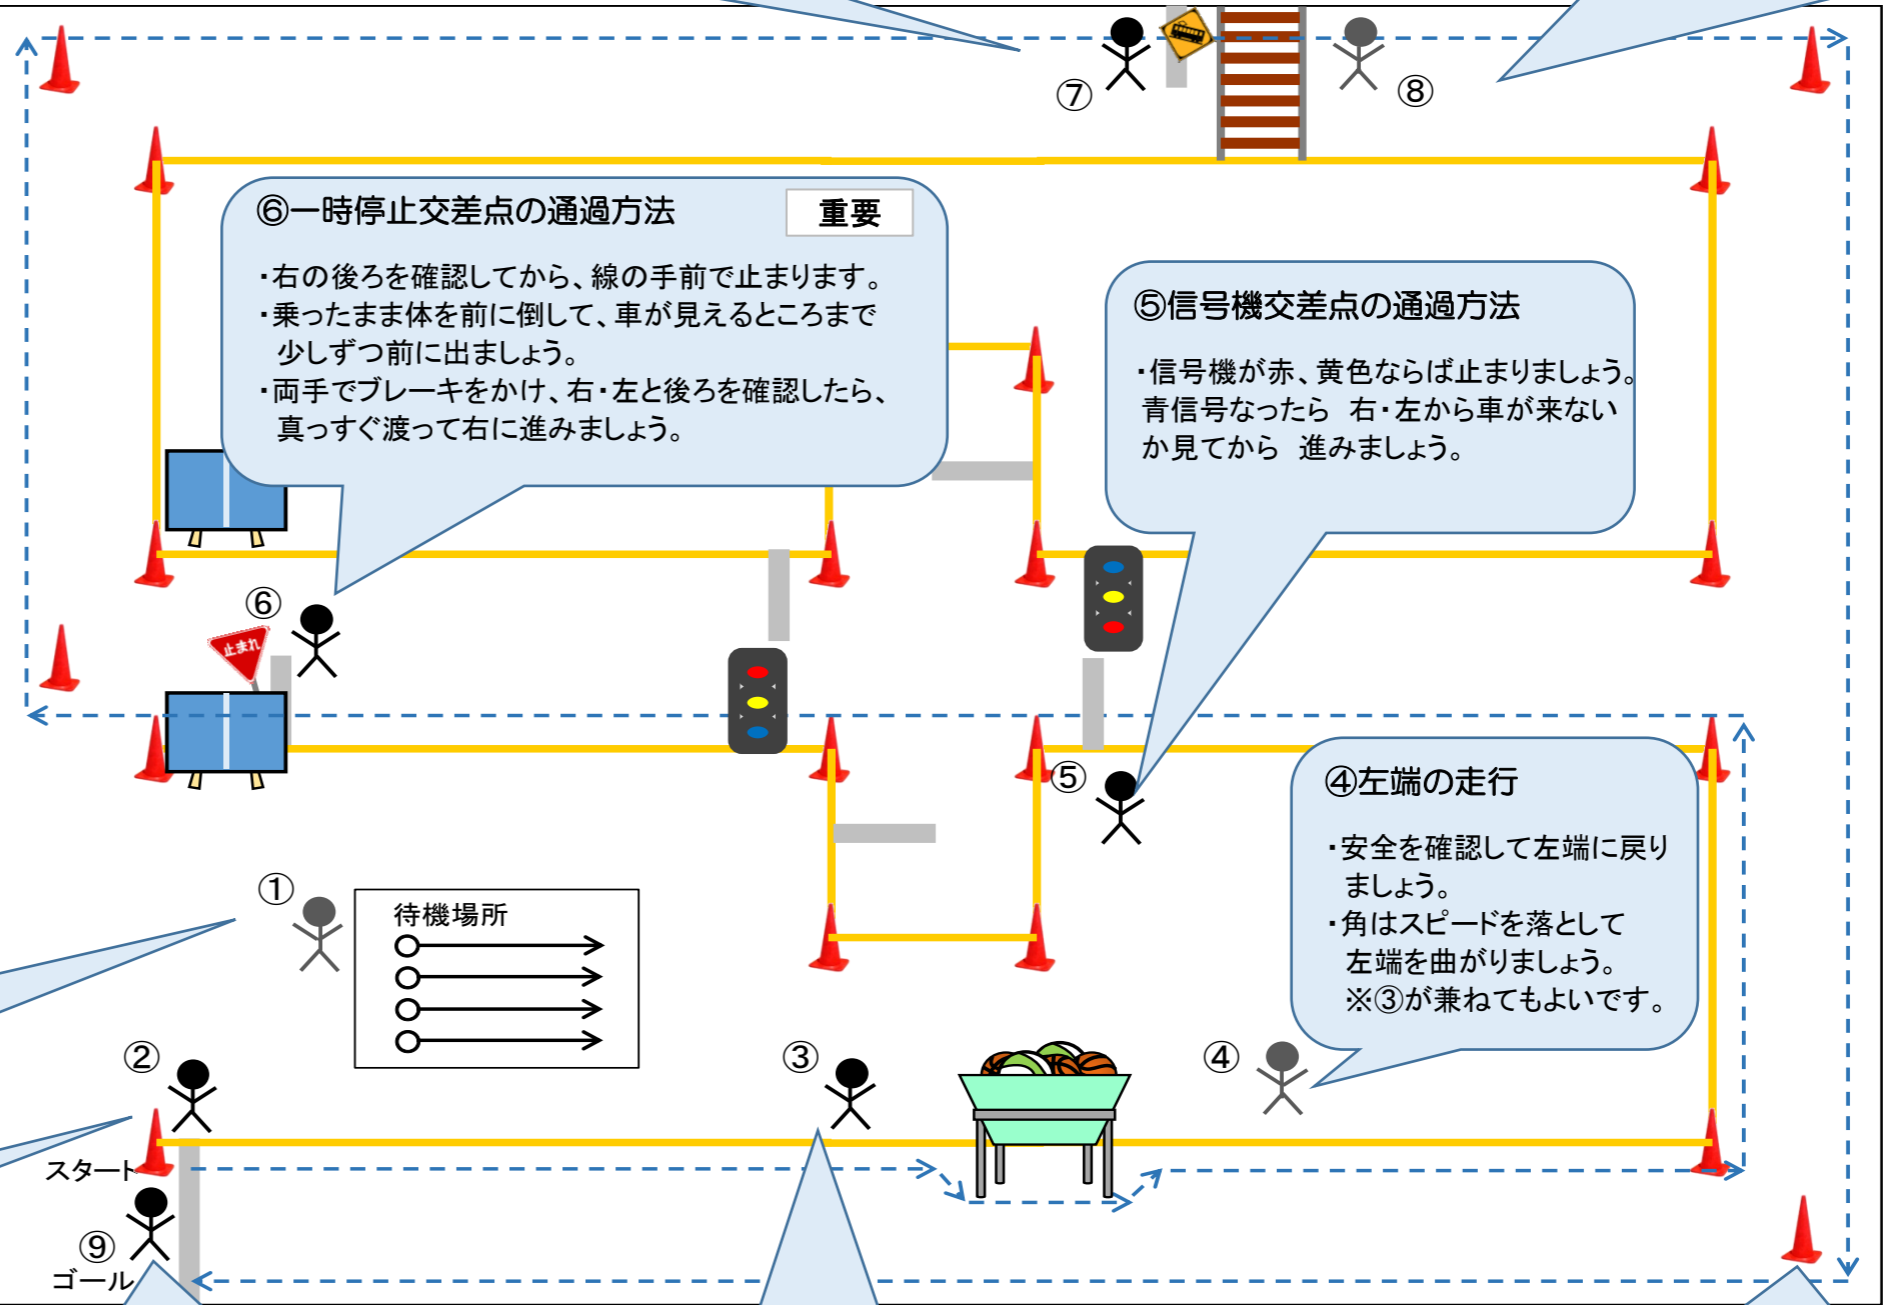 ⑦
⑧
⑥一時停止交差点の通過方法
重要
・右の後ろを確認してから、線の手前で止まります。
・乗ったまま体を前に倒して、車が見えるところまで
少しずつ前に出ましょう。
・両手でブレーキをかけ、右・左と後ろを確認したら、
真っすぐ渡って右に進みましょう。
⑤信号機交差点の通過方法
・信号機が赤、黄色ならば止まりましょう。
青信号なったら 右・左から車が来ない
か見てから 進みましょう。
⑥
止まれ
⑤
④左端の走行
・安全を確認して左端に戻り
ましょう。
・角はスピードを落として
左端を曲がりましょう。
※③が兼ねてもよいです。
①
待機場所
②
③
④
スタート
⑨
ゴール